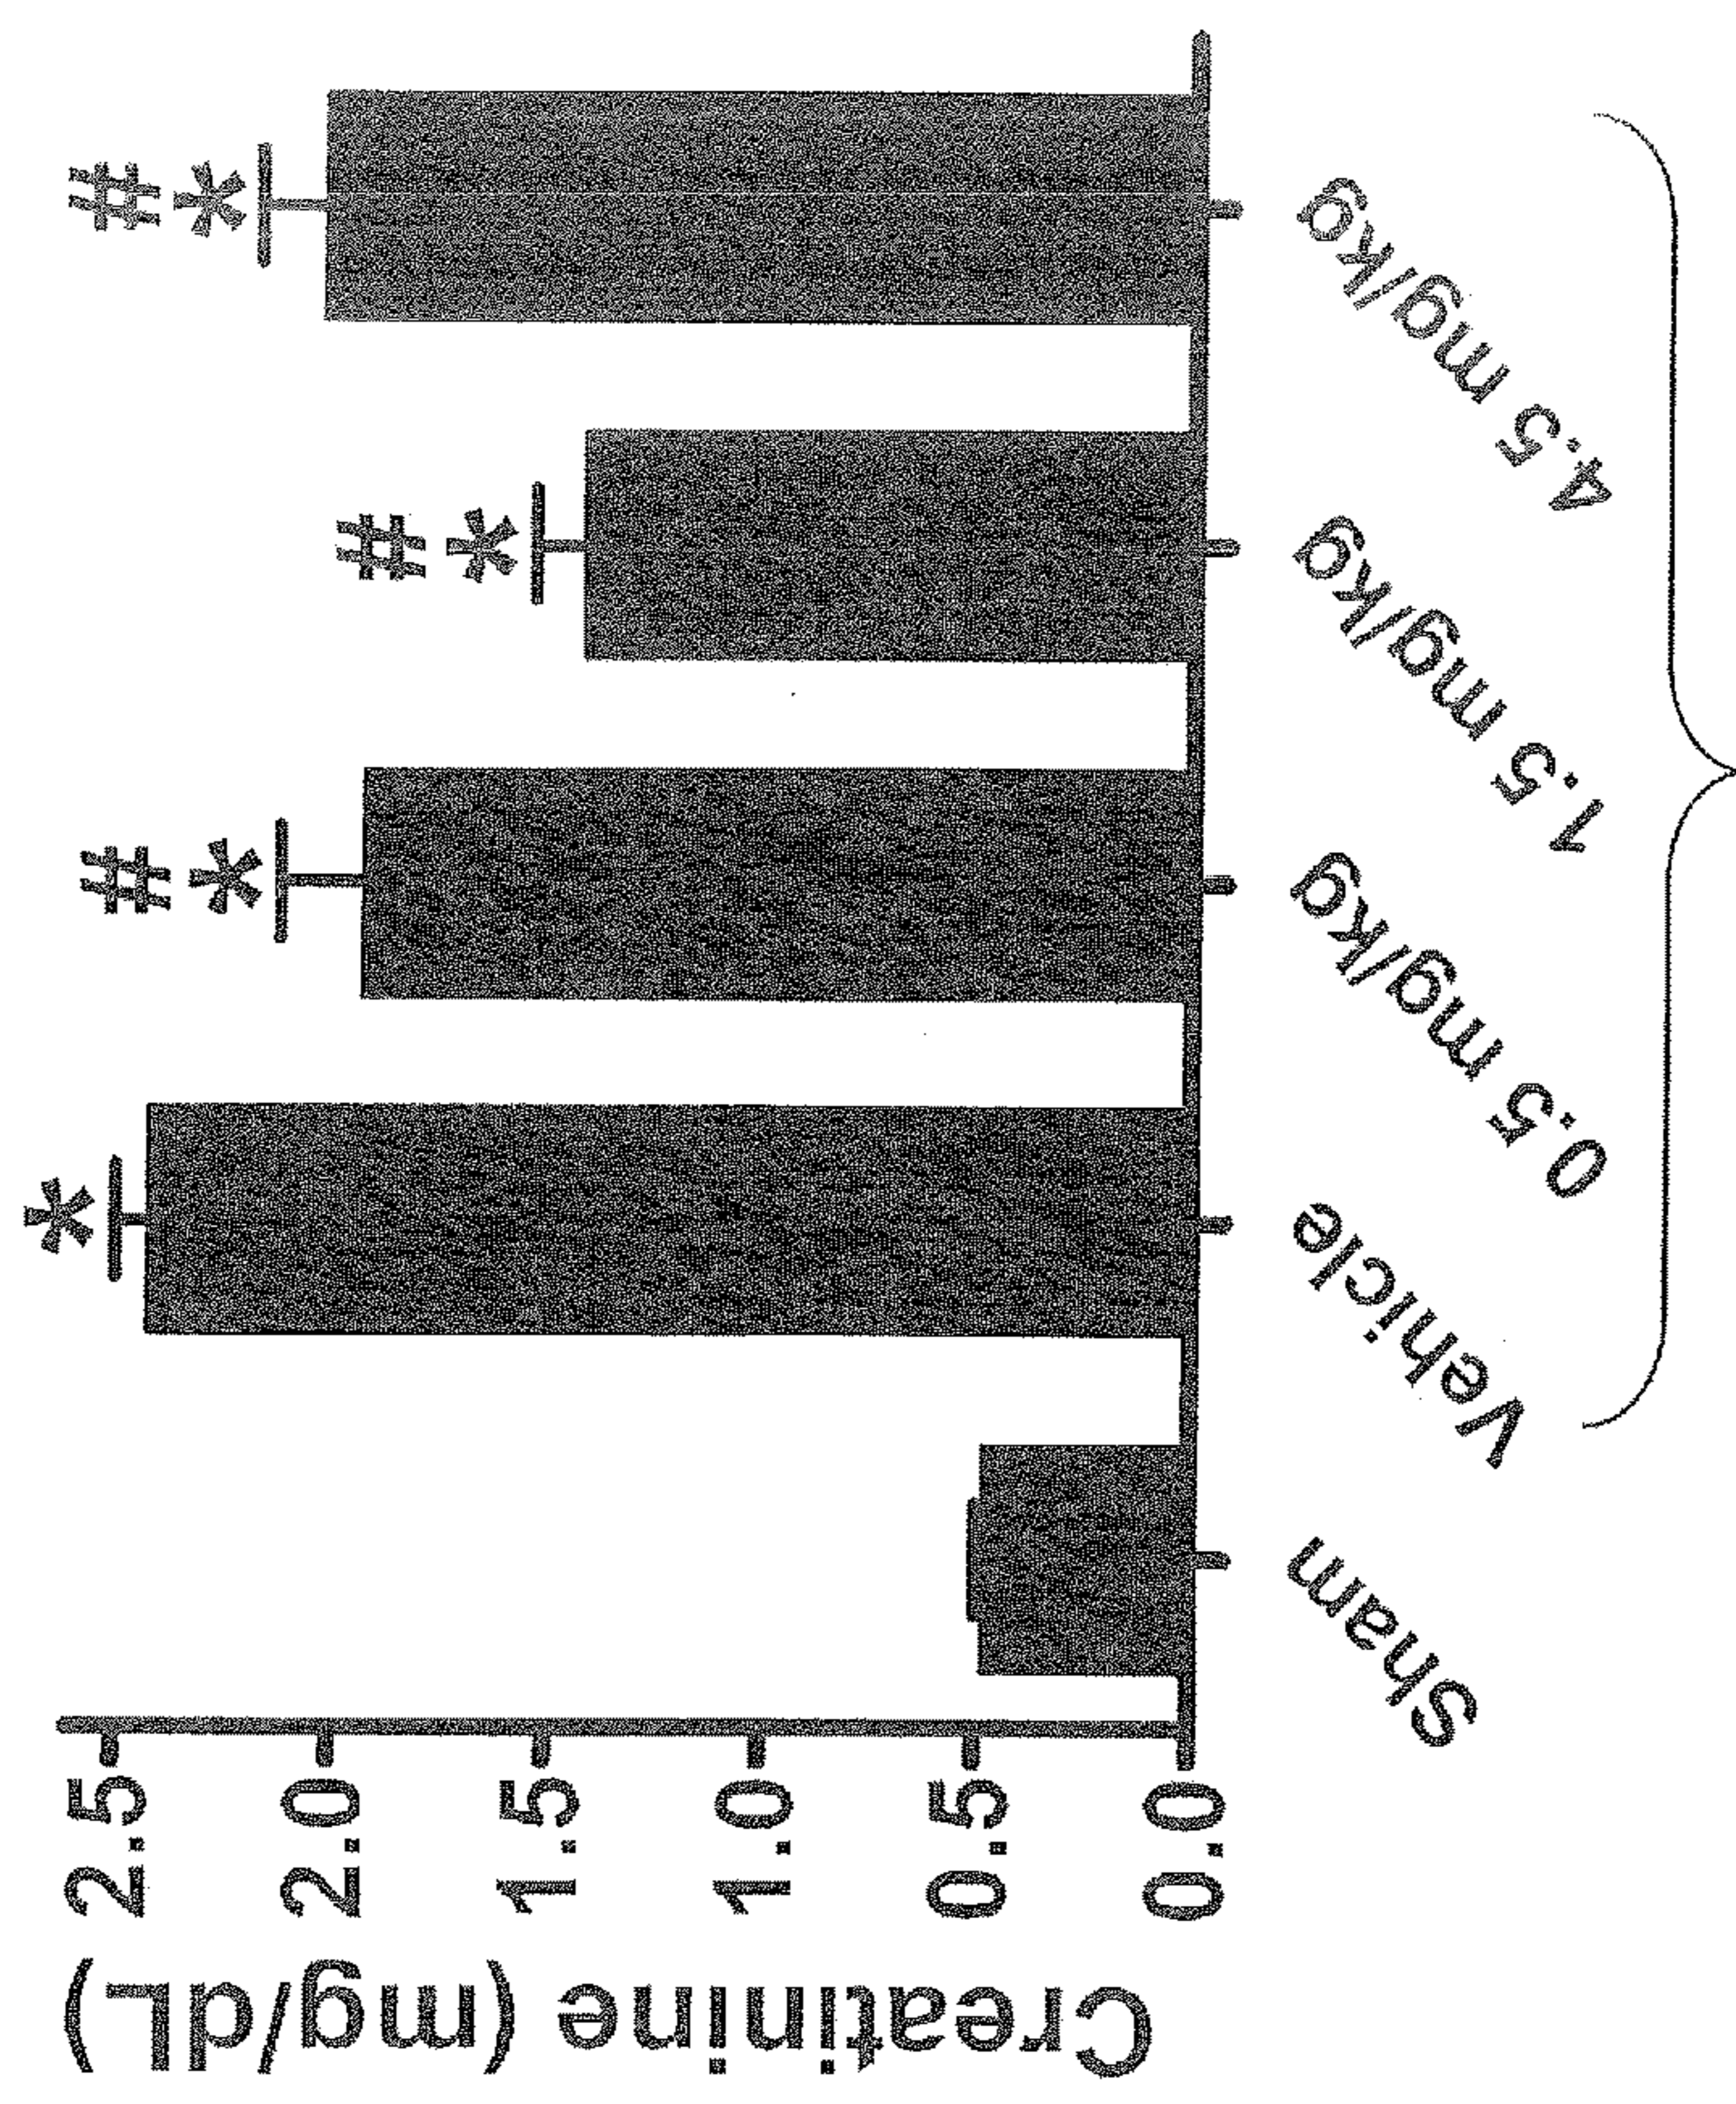 Creatinine (mg/dL)
2.5
2.0
1.5
1.0
0.5
0.0
*
# *
# *
# *
Sham
Vehicle
0.5 mg/kg
1.5 mg/kg
4.5 mg/kg